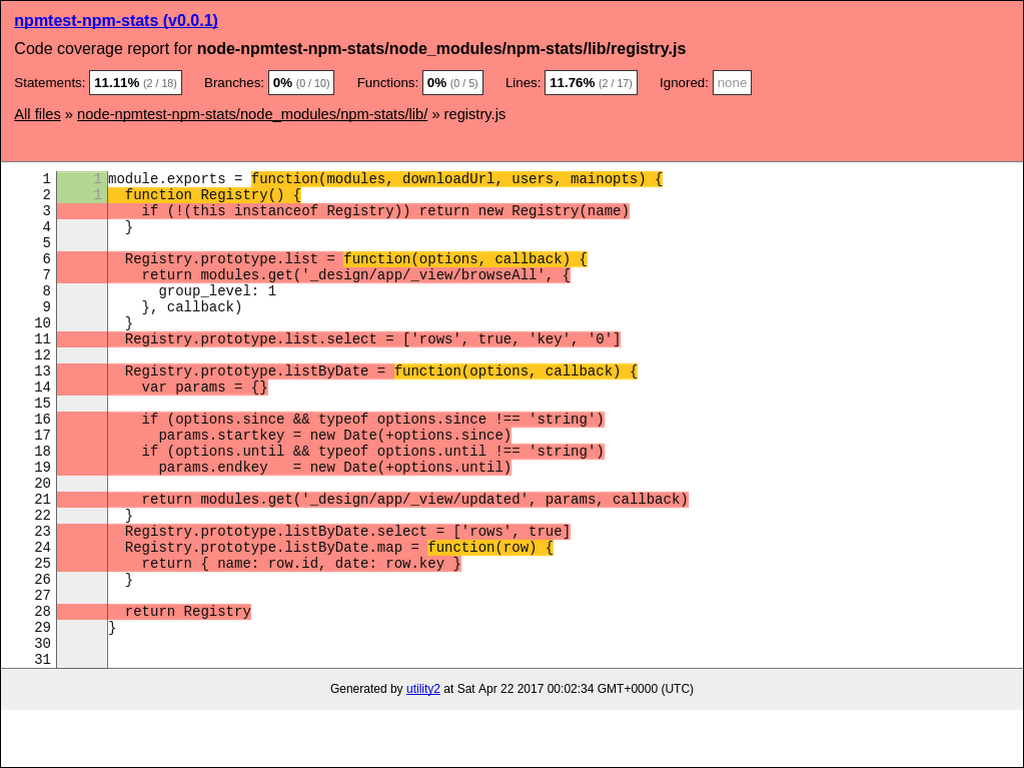 npmtest-npm-stats (v0.0.1)
Code coverage report for node-npmtest-npm-stats/node_modules/npm-stats/lib/registry.js
Statements: 11.11% (2 / 18) Branches: 0% (0 / 10) Functions: 0% (0 / 5) Lines: 11.76% (2 / 17) Ignored: none
All files » node-npmtest-npm-stats/node_modules/npm-stats/lib/ » registry.js
1 1 module.exports = function(modules, downloadUrl, users, mainopts) {
2 1   function Registry() {
3     if (!(this instanceof Registry)) return new Registry(name)
4   }
5
6   Registry.prototype.list = function(options, callback) {
7     return modules.get('_design/app/_view/browseAll', {
8       group_level: 1
9     }, callback)
10   }
11   Registry.prototype.list.select = ['rows', true, 'key', '0']
12
13   Registry.prototype.listByDate = function(options, callback) {
14     var params = {}
15
16     if (options.since && typeof options.since !== 'string')
17       params.startkey = new Date(+options.since)
18     if (options.until && typeof options.until !== 'string')
19       params.endkey   = new Date(+options.until)
20
21     return modules.get('_design/app/_view/updated', params, callback)
22   }
23   Registry.prototype.listByDate.select = ['rows', true]
24   Registry.prototype.listByDate.map = function(row) {
25     return { name: row.id, date: row.key }
26   }
27
28   return Registry
29 }
30
31
Generated by utility2 at Sat Apr 22 2017 00:02:34 GMT+0000 (UTC)